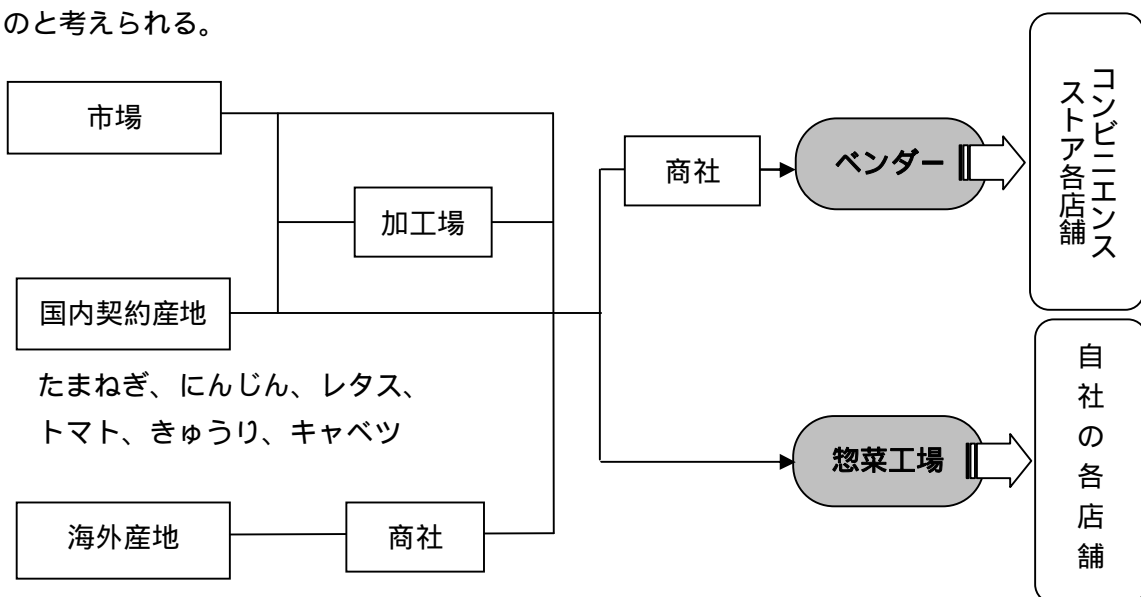 のと考えられる。
市場
加工場
国内契約産地
たまねぎ、にんじん、レタス、
トマト、きゅうり、キャベツ
海外産地
商社
商社
ベンダー
惣菜工場
コンビニエンス
ストア各店舗
自社の各店舗